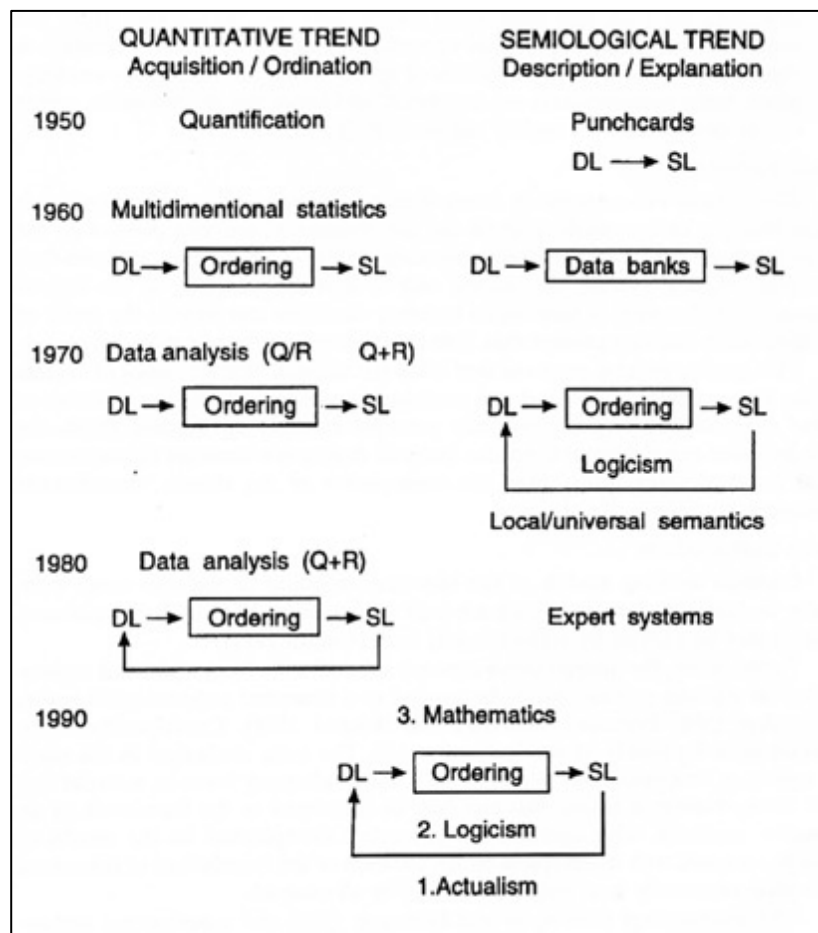 QUANTITATIVE TREND
Acquisition / Ordination
SEMIOLOGICAL TREND
Description / Explanation
1950 Quantification
Punchcards
DL → SL
1960 Multidimentional statistics
DL → Ordering → SL
DL → Data banks → SL
1970 Data analysis (Q/R Q+R)
DL → Ordering → SL
DL → Ordering → SL
Logicism
Local/universal semantics
1980 Data analysis (Q+R)
DL → Ordering → SL
Expert systems
1990
3. Mathematics
DL → Ordering → SL
2. Logicism
1.Actualism